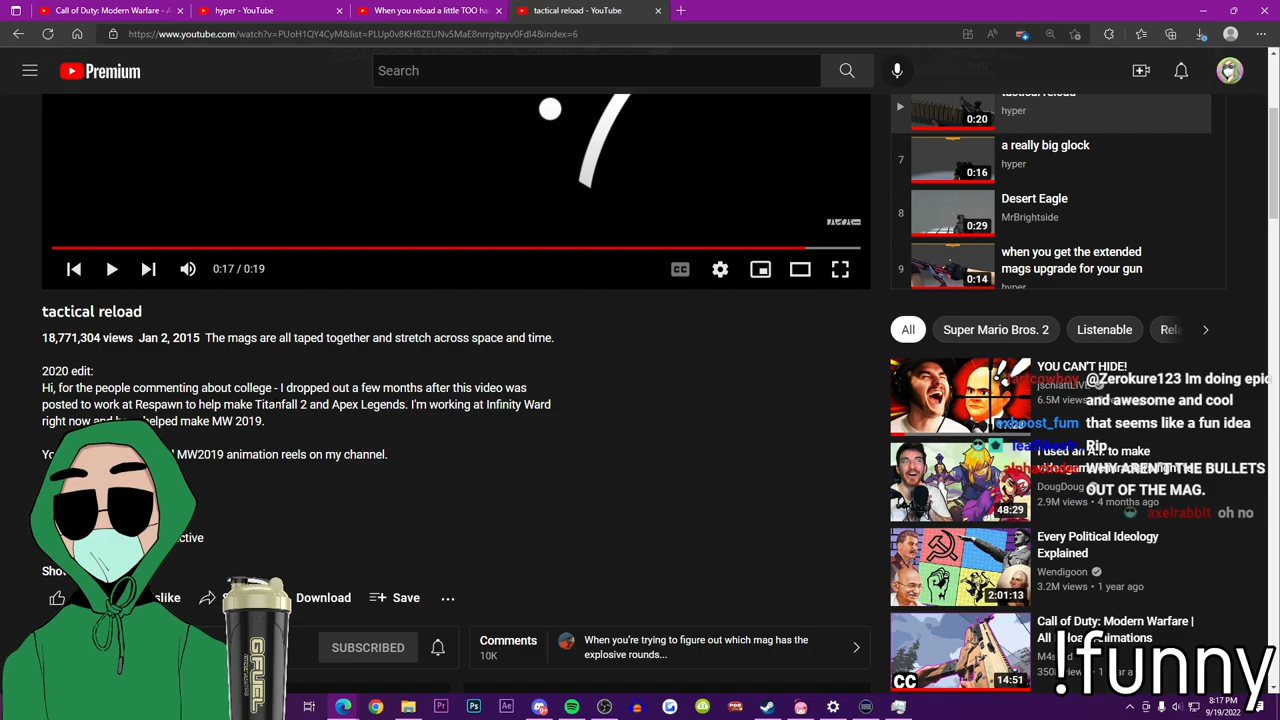 Call of Duty: Modern Warfare - A
hyper - YouTube
When you reload a little TOO ha
tactical reload - YouTube
https://www.youtube.com/watch?v=PUoH1QY4CyM&list=PLUp0v8KH8ZEUNv5MaE8nrrgitpyv0FdI4&index=6
Premium
Search
tactical reload
hyper
0:20
7
a really big glock
hyper
0:16
8
Desert Eagle
MrBrightside
0:29
9
when you get the extended
mags upgrade for your gun
hyper
0:14
0:17 / 0:19
CC
tactical reload
18,771,304 views Jan 2, 2015 The mags are all taped together and stretch across space and time.
2020 edit:
Hi, for the people commenting about college - I dropped out a few months after this video was
posted to work at Respawn to help make Titanfall 2 and Apex Legends. I'm working at Infinity Ward
right now and helped make MW 2019.
MW2019 animation reels on my channel.
Download
Save
SUBSCRIBED
Comments
10K
When you're trying to figure out which mag has the
explosive rounds...
GFUEL
All
Super Mario Bros. 2
Listenable
YOU CAN'T HIDE!
jschlattLIVE
6.5M views
@Zerokure123 Im doing epic
and awesome and cool
exboost_fum that seems like a fun idea
Rip
WHY AREN'T THE BULLETS
OUT OF THE MAG.
axelrabbit oh no
I used an A.I. to make
DougDoug
2.9M views • 4 months ago
48:29
Every Political Ideology
Explained
Wendigoon
3.2M views • 1 year ago
2:01:13
Call of Duty: Modern Warfare |
CC
14:51
!funny
Pr
Ps
Ae
8:17 PM
9/19/2022